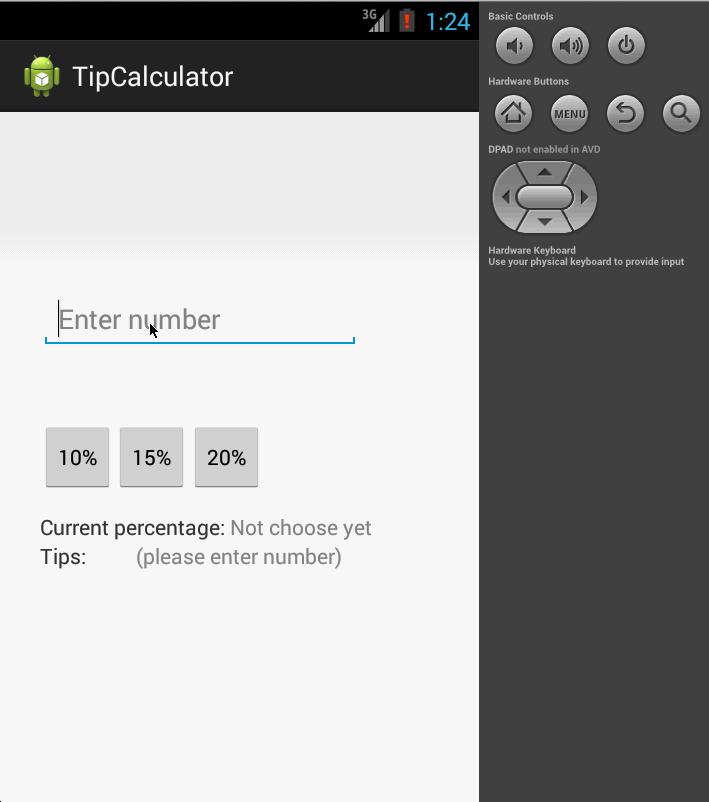 3G 1:24
TipCalculator
Enter number
10% 15% 20%
Current percentage: Not choose yet
Tips: (please enter number)
Basic Controls
Hardware Buttons
MENU
DPAD not enabled in AVD
Hardware Keyboard
Use your physical keyboard to provide input